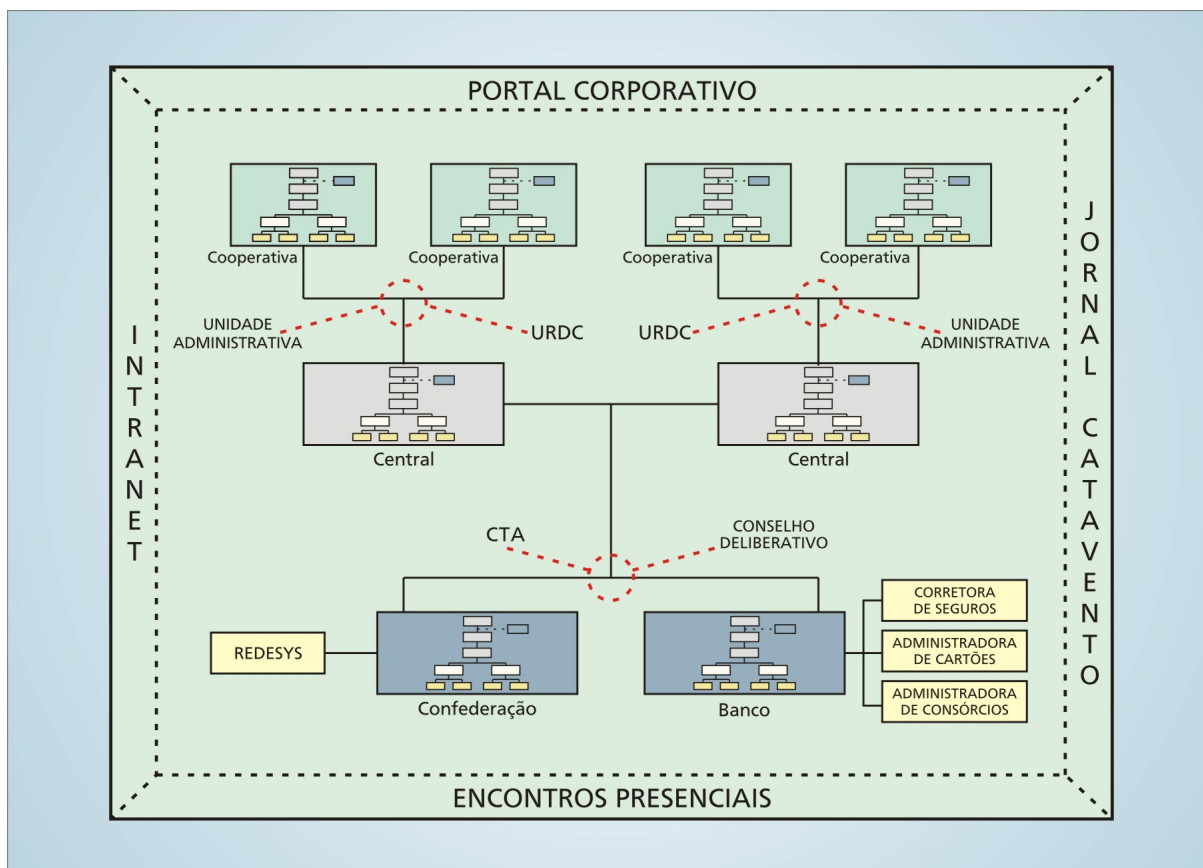 PORTAL CORPORATIVO
INTRANET
JORNAL CATAVENTO
Cooperativa
Cooperativa
Cooperativa
Cooperativa
UNIDADE
ADMINISTRATIVA
URDC
URDC
UNIDADE
ADMINISTRATIVA
Central
Central
CTA
CONSELHO
DELIBERATIVO
REDESYS
Confederação
Banco
CORRETORA
DE SEGUROS
ADMINISTRADORA
DE CARTÕES
ADMINISTRADORA
DE CONSÓRCIOS
ENCONTROS PRESENCIAIS